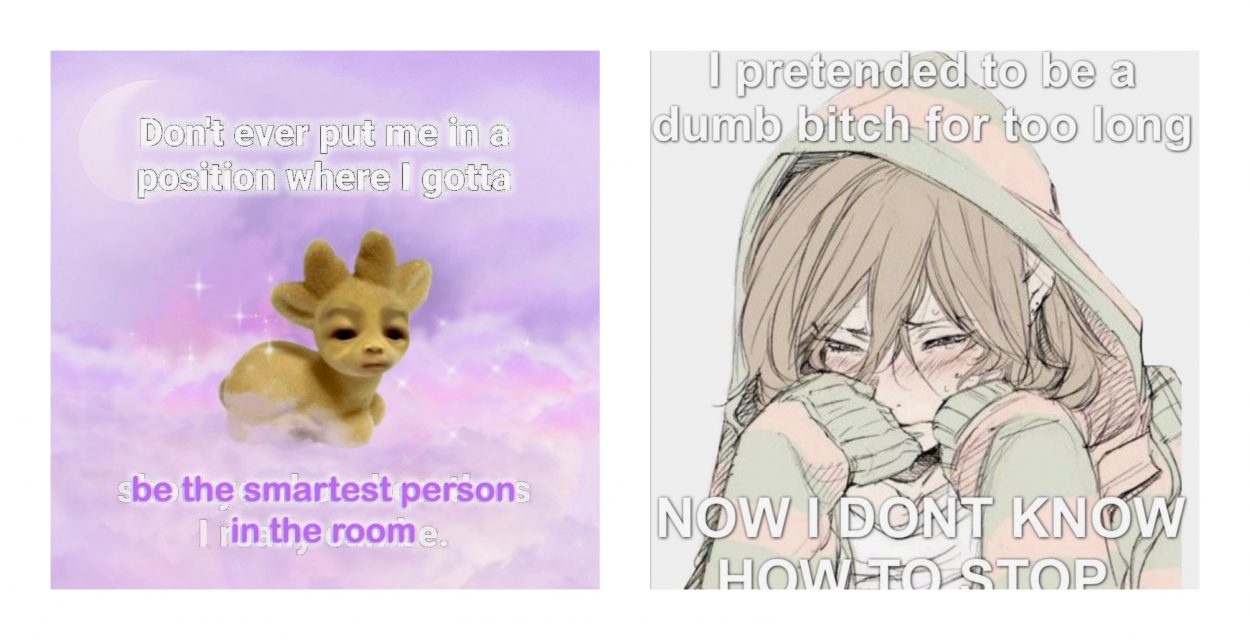 Don't ever put me in a
position where I gotta
be the smartest person
in the room
I pretended to be a
dumb bitch for too long
NOW I DONT KNOW
HOW TO STOP